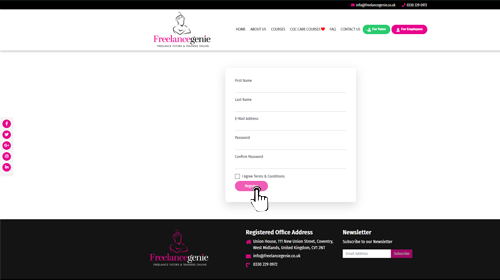 info@freelancegenie.co.uk 0330 229 0972
Freelancegenie
FREELANCE TUTORS & TRAINERS ONLINE
HOME ABOUT US COURSES CQC CARE COURSES FAQ CONTACT US For Tutor For Employers
First Name
Last Name
E-Mail Address
Password
Confirm Password
I Agree Terms & Conditions
Freelancegenie
FREELANCE TUTORS & TRAINERS ONLINE
Registered Office Address
Union House, 111 New Union Street, Coventry,
West Midlands, United Kingdom, CV1 2NT
info@freelancegenie.co.uk
0330 229 0972
Newsletter
Subscribe to our Newsletter
Email Address Subscribe